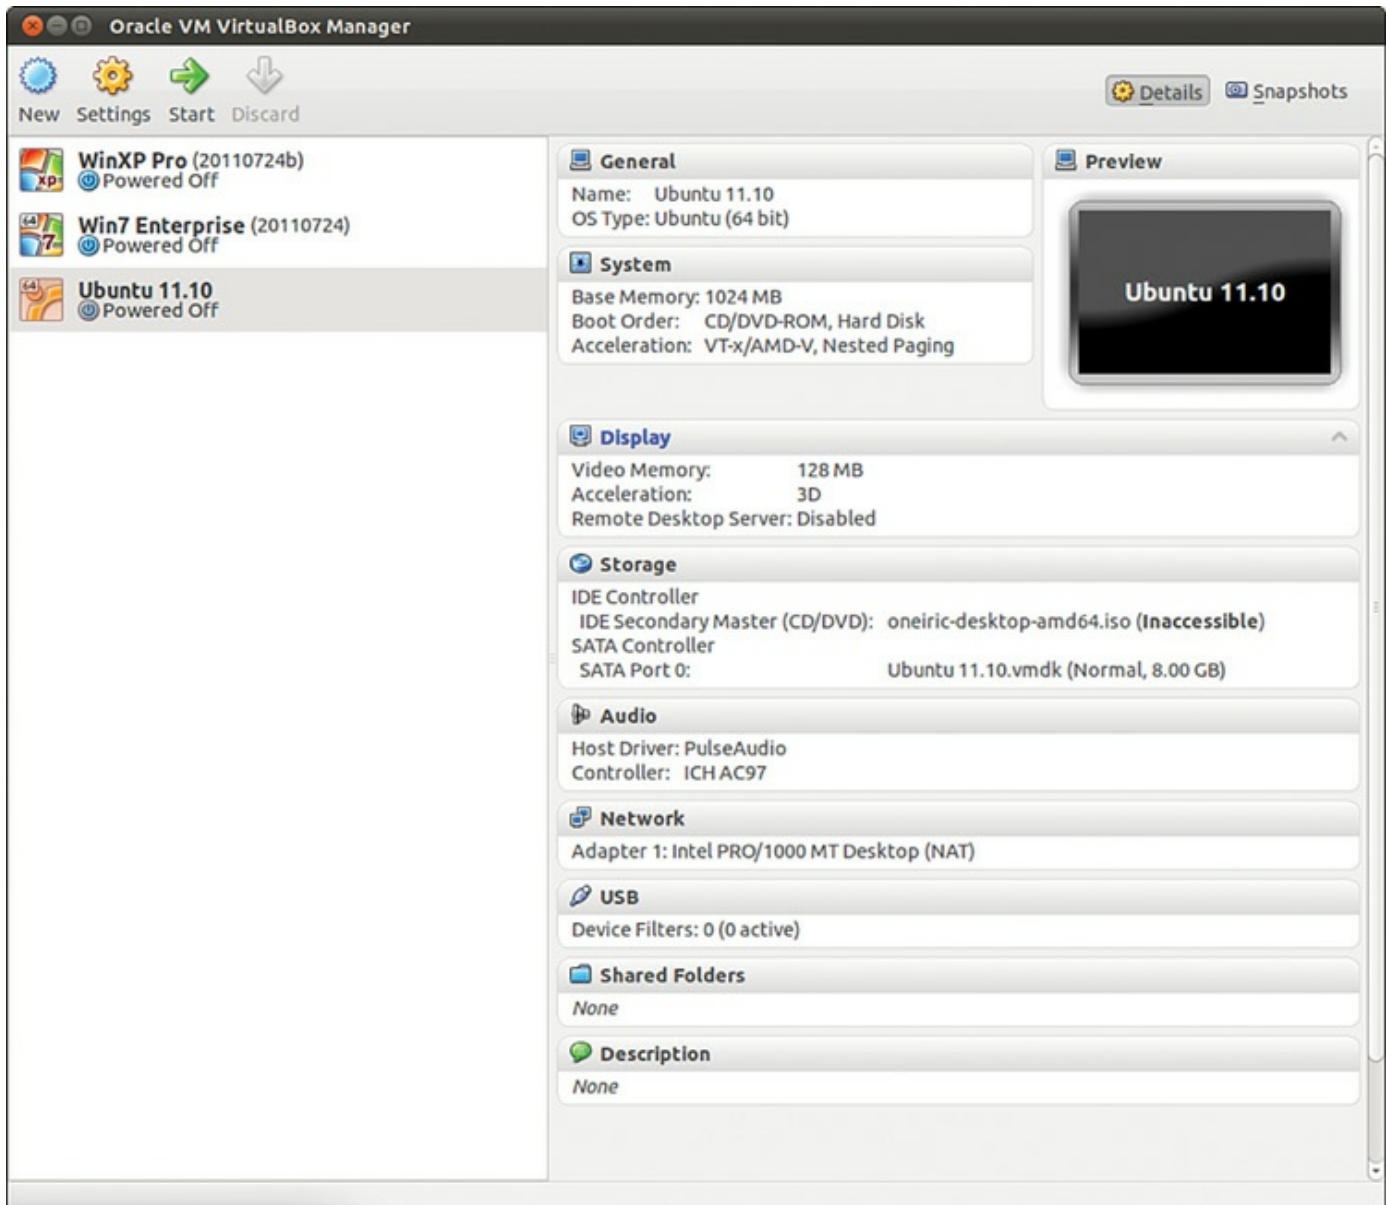 Oracle VM VirtualBox Manager
New Settings Start Discard
Details Snapshots
WinXP Pro (20110724b)
Powered Off
Win7 Enterprise (20110724)
Powered Off
Ubuntu 11.10
Powered Off
General
Name: Ubuntu 11.10
OS Type: Ubuntu (64 bit)
System
Base Memory: 1024 MB
Boot Order: CD/DVD-ROM, Hard Disk
Acceleration: VT-x/AMD-V, Nested Paging
Preview
Ubuntu 11.10
Display
Video Memory: 128 MB
Acceleration: 3D
Remote Desktop Server: Disabled
Storage
IDE Controller
IDE Secondary Master (CD/DVD): oneiric-desktop-amd64.iso (Inaccessible)
SATA Controller
SATA Port 0: Ubuntu 11.10.vmdk (Normal, 8.00 GB)
Audio
Host Driver: PulseAudio
Controller: ICH AC97
Network
Adapter 1: Intel PRO/1000 MT Desktop (NAT)
USB
Device Filters: 0 (0 active)
Shared Folders
None
Description
None